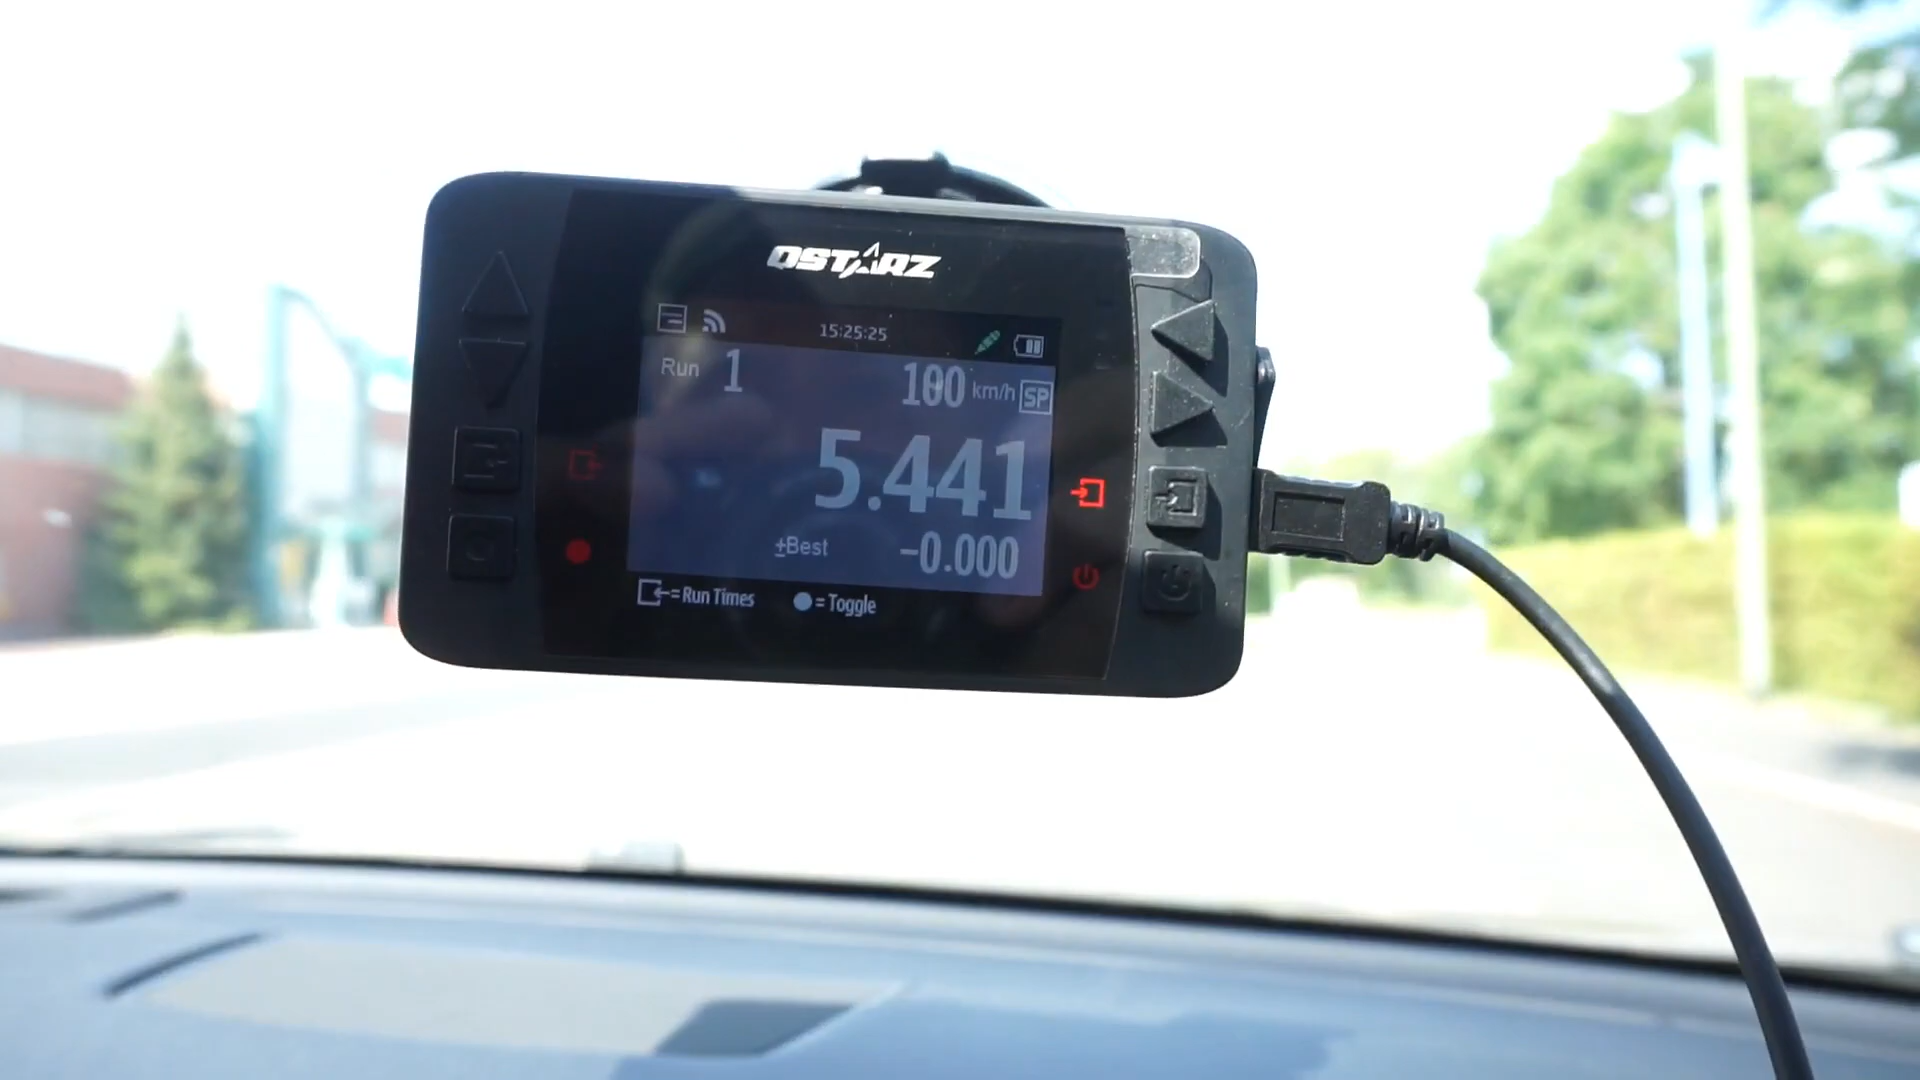 QSTARZ
15:25:25
Run 1 100 km/h SP
5.441
±Best -0.000
=Run Times =Toggle